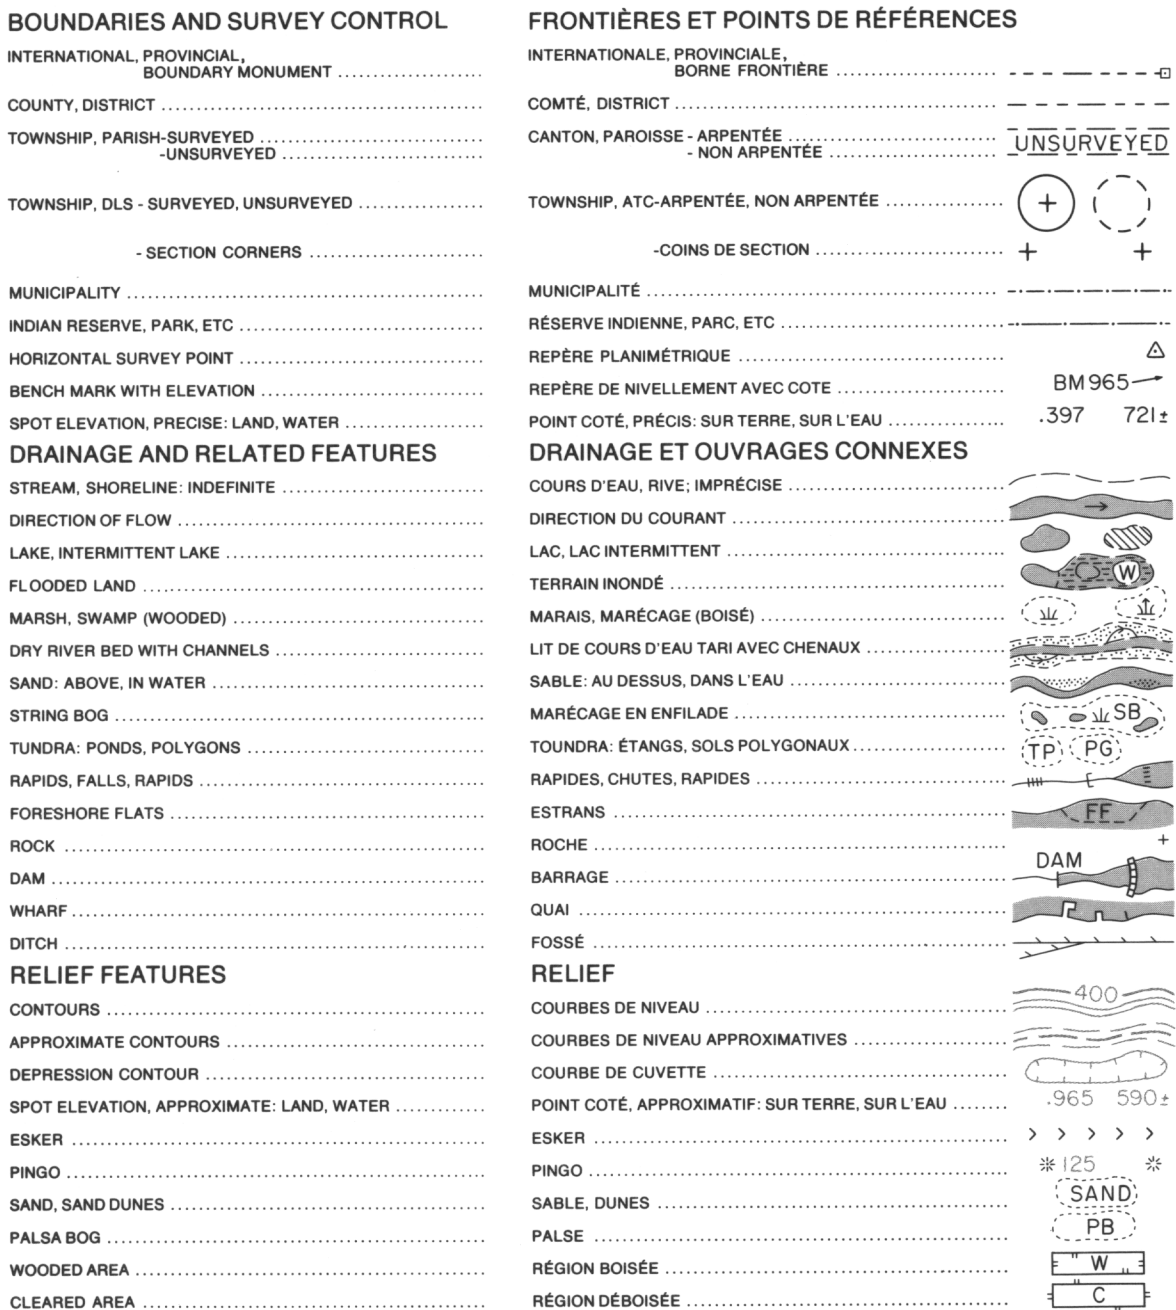 BOUNDARIES AND SURVEY CONTROL
INTERNATIONAL, PROVINCIAL,
BOUNDARY MONUMENT
COUNTY, DISTRICT
TOWNSHIP, PARISH-SURVEYED
-UNSURVEYED
TOWNSHIP, DLS - SURVEYED, UNSURVEYED
- SECTION CORNERS
MUNICIPALITY
INDIAN RESERVE, PARK, ETC
HORIZONTAL SURVEY POINT
BENCH MARK WITH ELEVATION
SPOT ELEVATION, PRECISE: LAND, WATER
DRAINAGE AND RELATED FEATURES
STREAM, SHORELINE: INDEFINITE
DIRECTION OF FLOW
LAKE, INTERMITTENT LAKE
FLOODED LAND
MARSH, SWAMP (WOODED)
DRY RIVER BED WITH CHANNELS
SAND: ABOVE, IN WATER
STRING BOG
TUNDRA: PONDS, POLYGONS
RAPIDS, FALLS, RAPIDS
FORESHORE FLATS
ROCK
DAM
WHARF
DITCH
RELIEF FEATURES
CONTOURS
APPROXIMATE CONTOURS
DEPRESSION CONTOUR
SPOT ELEVATION, APPROXIMATE: LAND, WATER
ESKER
PINGO
SAND, SAND DUNES
PALSA BOG
WOODED AREA
CLEARED AREA
FRONTIÈRES ET POINTS DE RÉFÉRENCES
INTERNATIONALE, PROVINCIALE,
BORNE FRONTIÈRE
COMTÉ, DISTRICT
CANTON, PAROISSE - ARPENTÉE
- NON ARPENTÉE
UNSURVEYED
TOWNSHIP, ATC-ARPENTÉE, NON ARPENTÉE
-COINS DE SECTION
MUNICIPALITÉ
RÉSERVE INDIENNE, PARC, ETC
REPÈRE PLANIMÉTRIQUE
REPÈRE DE NIVELLEMENT AVEC COTE
BM 965
POINT COTÉ, PRÉCIS: SUR TERRE, SUR L'EAU
.397 721±
DRAINAGE ET OUVRAGES CONNEXES
COURS D'EAU, RIVE; IMPRÉCISE
DIRECTION DU COURANT
LAC, LAC INTERMITTENT
TERRAIN INONDÉ
W
MARAIS, MARÉCAGE (BOISÉ)
LIT DE COURS D'EAU TARI AVEC CHENAUX
SABLE: AU DESSUS, DANS L'EAU
MARÉCAGE EN ENFILADE
SB
TOUNDRA: ÉTANGS, SOLS POLYGONAUX
TP PG
RAPIDES, CHUTES, RAPIDES
ESTRANS
FF
ROCHE
BARRAGE
DAM
QUAI
FOSSÉ
RELIEF
COURBES DE NIVEAU
400
COURBES DE NIVEAU APPROXIMATIVES
COURBE DE CUVETTE
POINT COTÉ, APPROXIMATIF: SUR TERRE, SUR L'EAU
.965 590±
ESKER
PINGO
125
SABLE, DUNES
SAND
PALSE
PB
RÉGION BOISÉE
W
RÉGION DÉBOISÉE
C